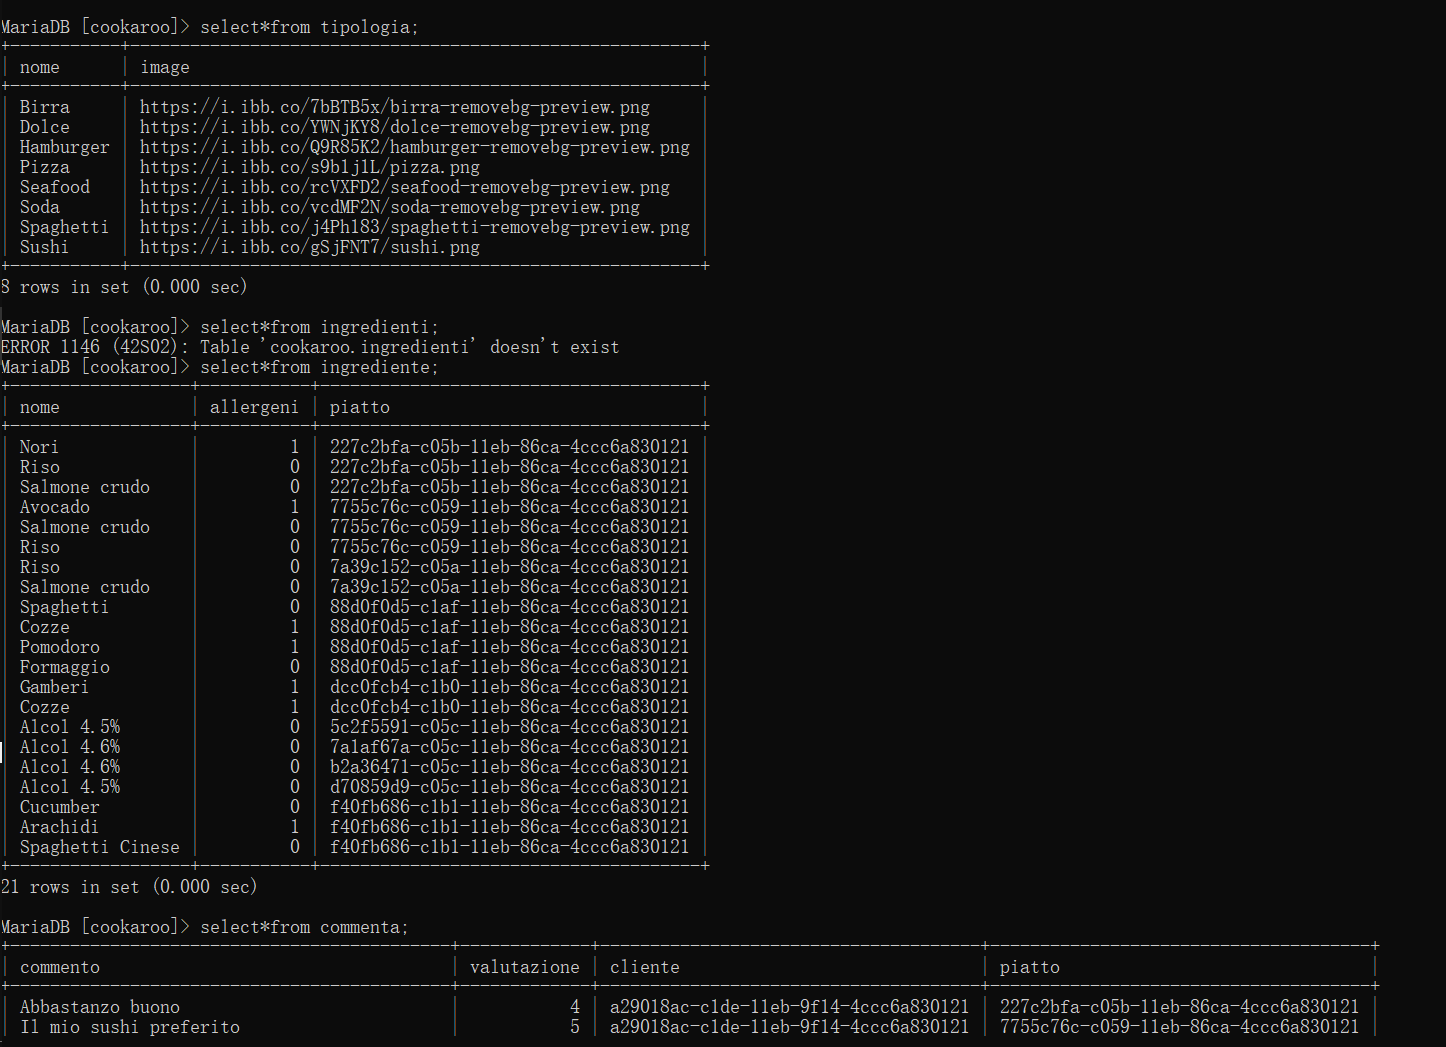 MariaDB [cookaroo]> select*from tipologia;
nome image
Birra https://i.ibb.co/7bBTB5x/birra-removebg-preview.png
Dolce https://i.ibb.co/YWNjKY8/dolce-removebg-preview.png
Hamburger https://i.ibb.co/Q9R85K2/hamburger-removebg-preview.png
Pizza https://i.ibb.co/s9b1j1L/pizza.png
Seafood https://i.ibb.co/rcVXFD2/seafood-removebg-preview.png
Soda https://i.ibb.co/vcdMF2N/soda-removebg-preview.png
Spaghetti https://i.ibb.co/j4Ph183/spaghetti-removebg-preview.png
Sushi https://i.ibb.co/gSjFNT7/sushi.png
8 rows in set (0.000 sec)
MariaDB [cookaroo]> select*from ingredienti;
ERROR 1146 (42S02): Table 'cookaroo.ingredienti' doesn't exist
MariaDB [cookaroo]> select*from ingrediente;
nome allergeni piatto
Nori 1 227c2bfa-c05b-11eb-86ca-4ccc6a830121
Riso 0 227c2bfa-c05b-11eb-86ca-4ccc6a830121
Salmone crudo 0 227c2bfa-c05b-11eb-86ca-4ccc6a830121
Avocado 1 7755c76c-c059-11eb-86ca-4ccc6a830121
Salmone crudo 0 7755c76c-c059-11eb-86ca-4ccc6a830121
Riso 0 7755c76c-c059-11eb-86ca-4ccc6a830121
Riso 0 7a39c152-c05a-11eb-86ca-4ccc6a830121
Salmone crudo 0 7a39c152-c05a-11eb-86ca-4ccc6a830121
Spaghetti 0 88d0f0d5-c1af-11eb-86ca-4ccc6a830121
Cozze 1 88d0f0d5-c1af-11eb-86ca-4ccc6a830121
Pomodoro 1 88d0f0d5-c1af-11eb-86ca-4ccc6a830121
Formaggio 0 88d0f0d5-c1af-11eb-86ca-4ccc6a830121
Gamberi 1 dcc0fcb4-c1b0-11eb-86ca-4ccc6a830121
Cozze 1 dcc0fcb4-c1b0-11eb-86ca-4ccc6a830121
Alcol 4.5% 0 5c2f5591-c05c-11eb-86ca-4ccc6a830121
Alcol 4.6% 0 7a1af67a-c05c-11eb-86ca-4ccc6a830121
Alcol 4.6% 0 b2a36471-c05c-11eb-86ca-4ccc6a830121
Alcol 4.5% 0 d70859d9-c05c-11eb-86ca-4ccc6a830121
Cucumber 0 f40fb686-c1b1-11eb-86ca-4ccc6a830121
Arachidi 1 f40fb686-c1b1-11eb-86ca-4ccc6a830121
Spaghetti Cinese 0 f40fb686-c1b1-11eb-86ca-4ccc6a830121
21 rows in set (0.000 sec)
MariaDB [cookaroo]> select*from commenta;
commento valutazione cliente piatto
Abbastanzo buono 4 a29018ac-c1de-11eb-9f14-4ccc6a830121 227c2bfa-c05b-11eb-86ca-4ccc6a830121
Il mio sushi preferito 5 a29018ac-c1de-11eb-9f14-4ccc6a830121 7755c76c-c059-11eb-86ca-4ccc6a830121